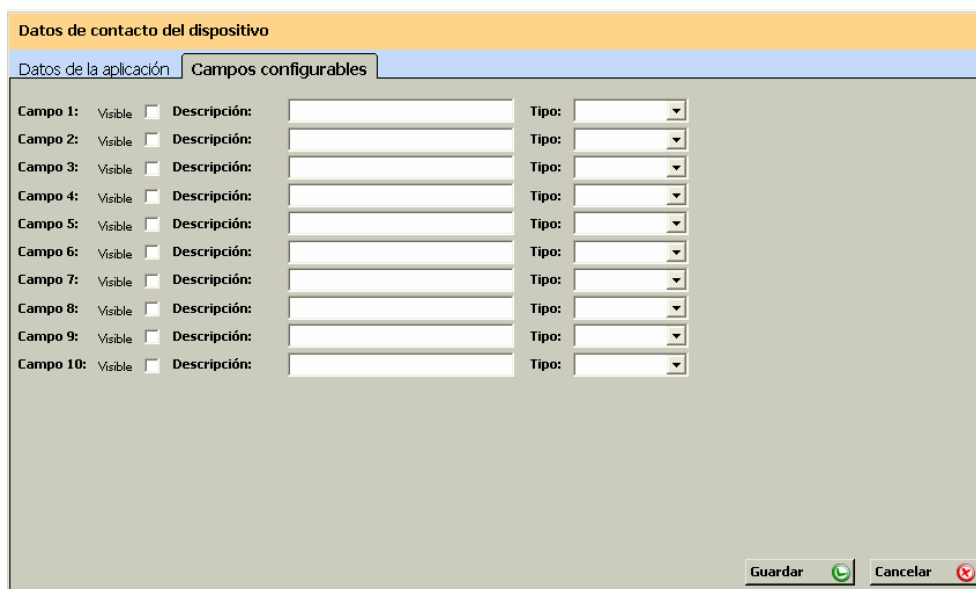 Datos de contacto del dispositivo
Datos de la aplicación Campos configurables
Campo 1: Visible Descripción: Tipo:
Campo 2: Visible Descripción: Tipo:
Campo 3: Visible Descripción: Tipo:
Campo 4: Visible Descripción: Tipo:
Campo 5: Visible Descripción: Tipo:
Campo 6: Visible Descripción: Tipo:
Campo 7: Visible Descripción: Tipo:
Campo 8: Visible Descripción: Tipo:
Campo 9: Visible Descripción: Tipo:
Campo 10: Visible Descripción: Tipo:
Guardar Cancelar